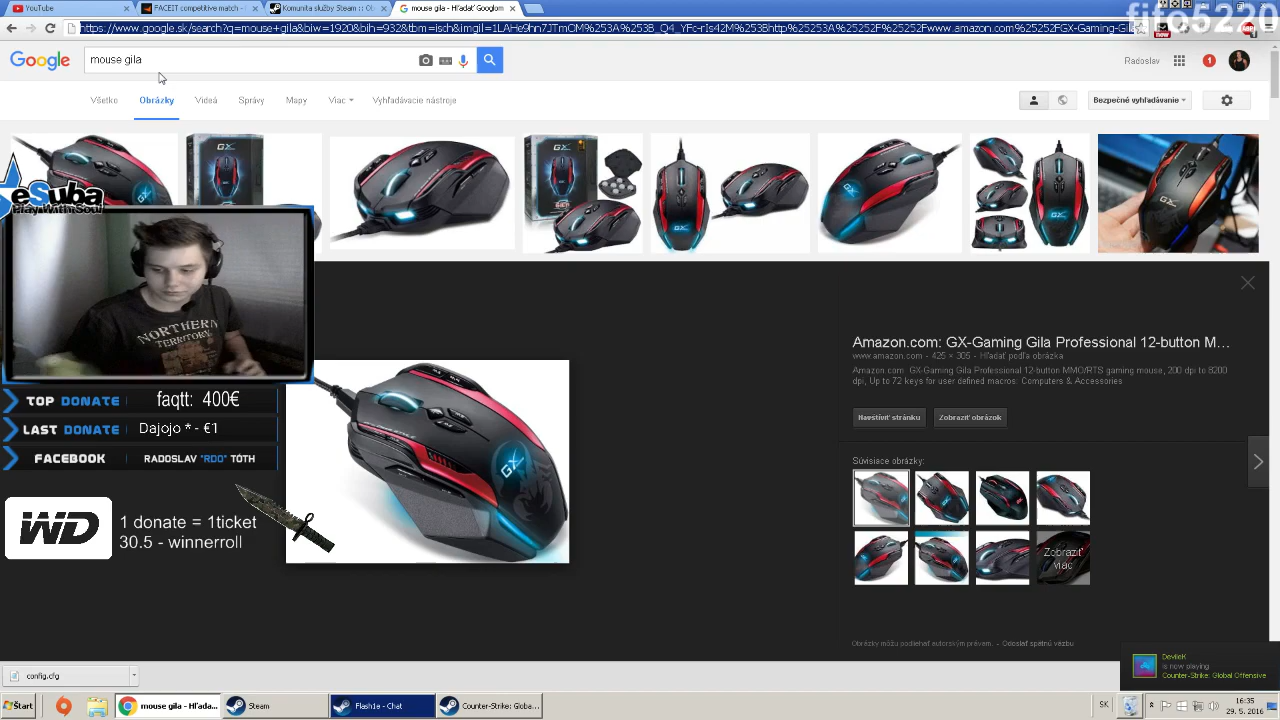 YouTube
FACEIT competitive match -
Komunita služby Steam :: O
mouse gila - Hľadať Googlom
https://www.google.sk/search?q=mouse+gila&biw=1920&bih=932&tbm=isch&imgil=1LAL9e9hn7JTmOM%253A%253B_Q4_YFc-rIs42M%253Bhttp%25253A%25252F%25252Fwww.amazon.com%25252FGX-Gaming-Gila
fifo5220
Google
mouse gila
Radoslav
1
Všetko
Obrázky
Videá
Správy
Mapy
Viac
Vyhľadávacie nástroje
Bezpečné vyhľadávanie
eSuba
Play With Soul
NORTHERN
TERRITORY
Amazon.com: GX-Gaming Gila Professional 12-button M...
www.amazon.com - 425 × 305 - Hľadať podľa obrázka
Amazon.com: GX-Gaming Gila Professional 12-button MMO/RTS gaming mouse, 200 dpi to 8200
dpi, Up to 72 keys for user defined macros: Computers & Accessories
Navštíviť stránku
Zobraziť obrázok
TOP DONATE
faqtt: 400€
LAST DONATE
Dajojo * - €1
FACEBOOK
RADOSLAV "RDO" TÓTH
GX
Súvisiace obrázky:
Zobraziť
viac
WD
1 donate = 1ticket
30.5 - winnerroll
Obrázky môžu podliehať autorským právam. - Odoslať spätnú väzbu
DevileK
is now playing
Counter-Strike: Global Offensive
config.cfg
Štart
mouse gila - Hľada...
Steam
Flash1e - Chat
Counter-Strike: Globa...
SK
16:35
29. 5. 2016